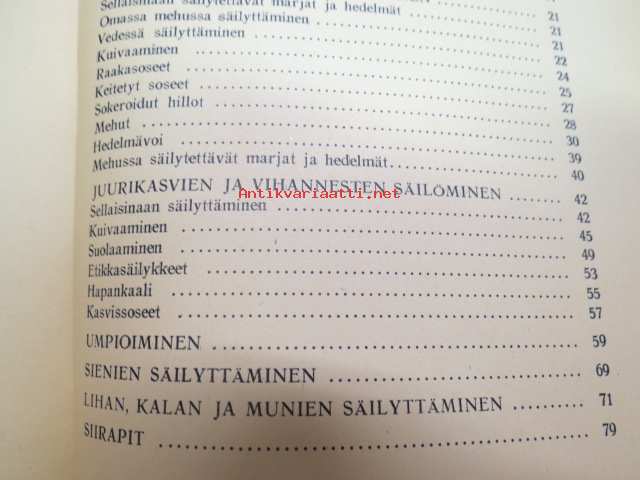 Sellaisinaan säilytettävät marjat ja hedelmät ........ 21
Omassa mehussa säilyttäminen ........ 21
Vedessä säilyttäminen ........ 22
Kuivaaminen ........ 24
Raakasoseet ........ 25
Keitetyt soseet ........ 27
Sokeroidut hillot ........ 28
Mehut ........ 30
Hedelmävoi ........ 39
Mehussa säilytettävät marjat ja hedelmät ........ 40
JUURIKASVIEN JA VIHANNESTEN SÄILÖMINEN ........ 42
Antikvariaatti.net
Sellaisinaan säilyttäminen ........ 42
Kuivaaminen ........ 45
Suolaaminen ........ 49
Etikkasäilykkeet ........ 53
Hapankaali ........ 55
Kasvissoseet ........ 57
UMPIOIMINEN ........ 59
SIENIEN SÄILYTTÄMINEN ........ 69
LIHAN, KALAN JA MUNIEN SÄILYTTÄMINEN ........ 71
SIIRAPIT ........ 79